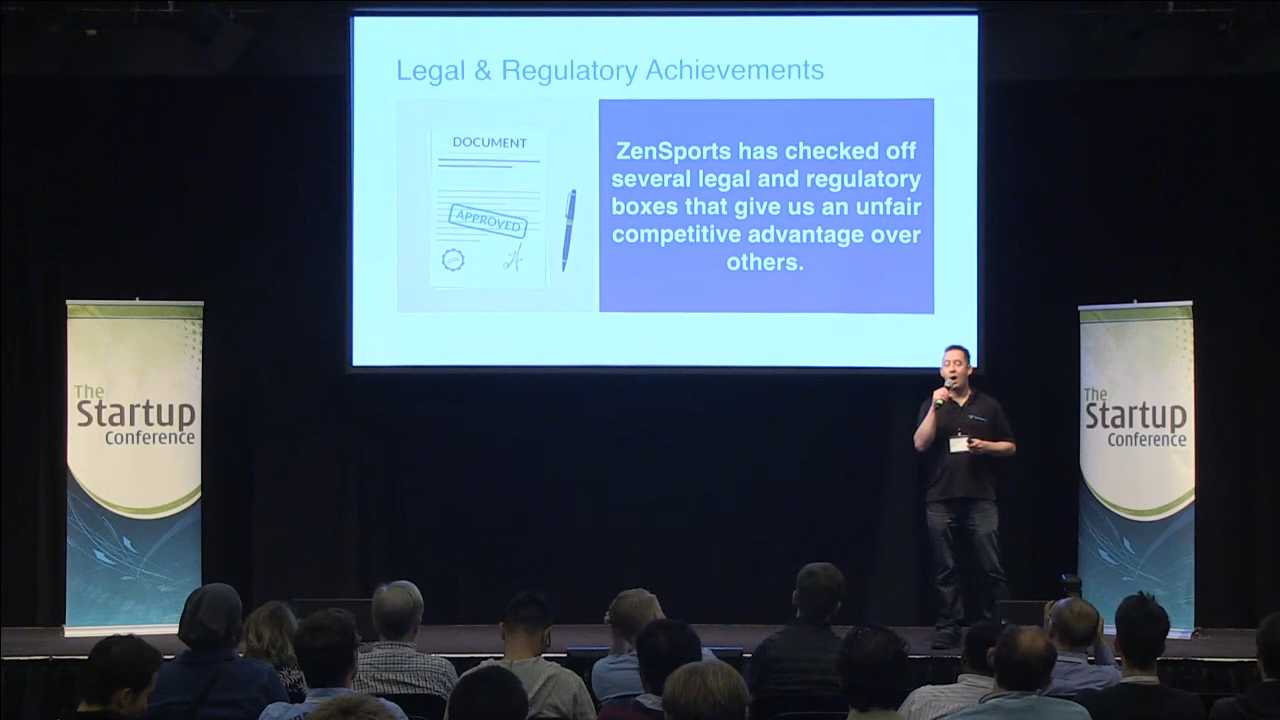 Legal & Regulatory Achievements
DOCUMENT
APPROVED
ZenSports has checked off
several legal and regulatory
boxes that give us an unfair
competitive advantage over
others.
The
Startup
Conference
The
Startup
Conference